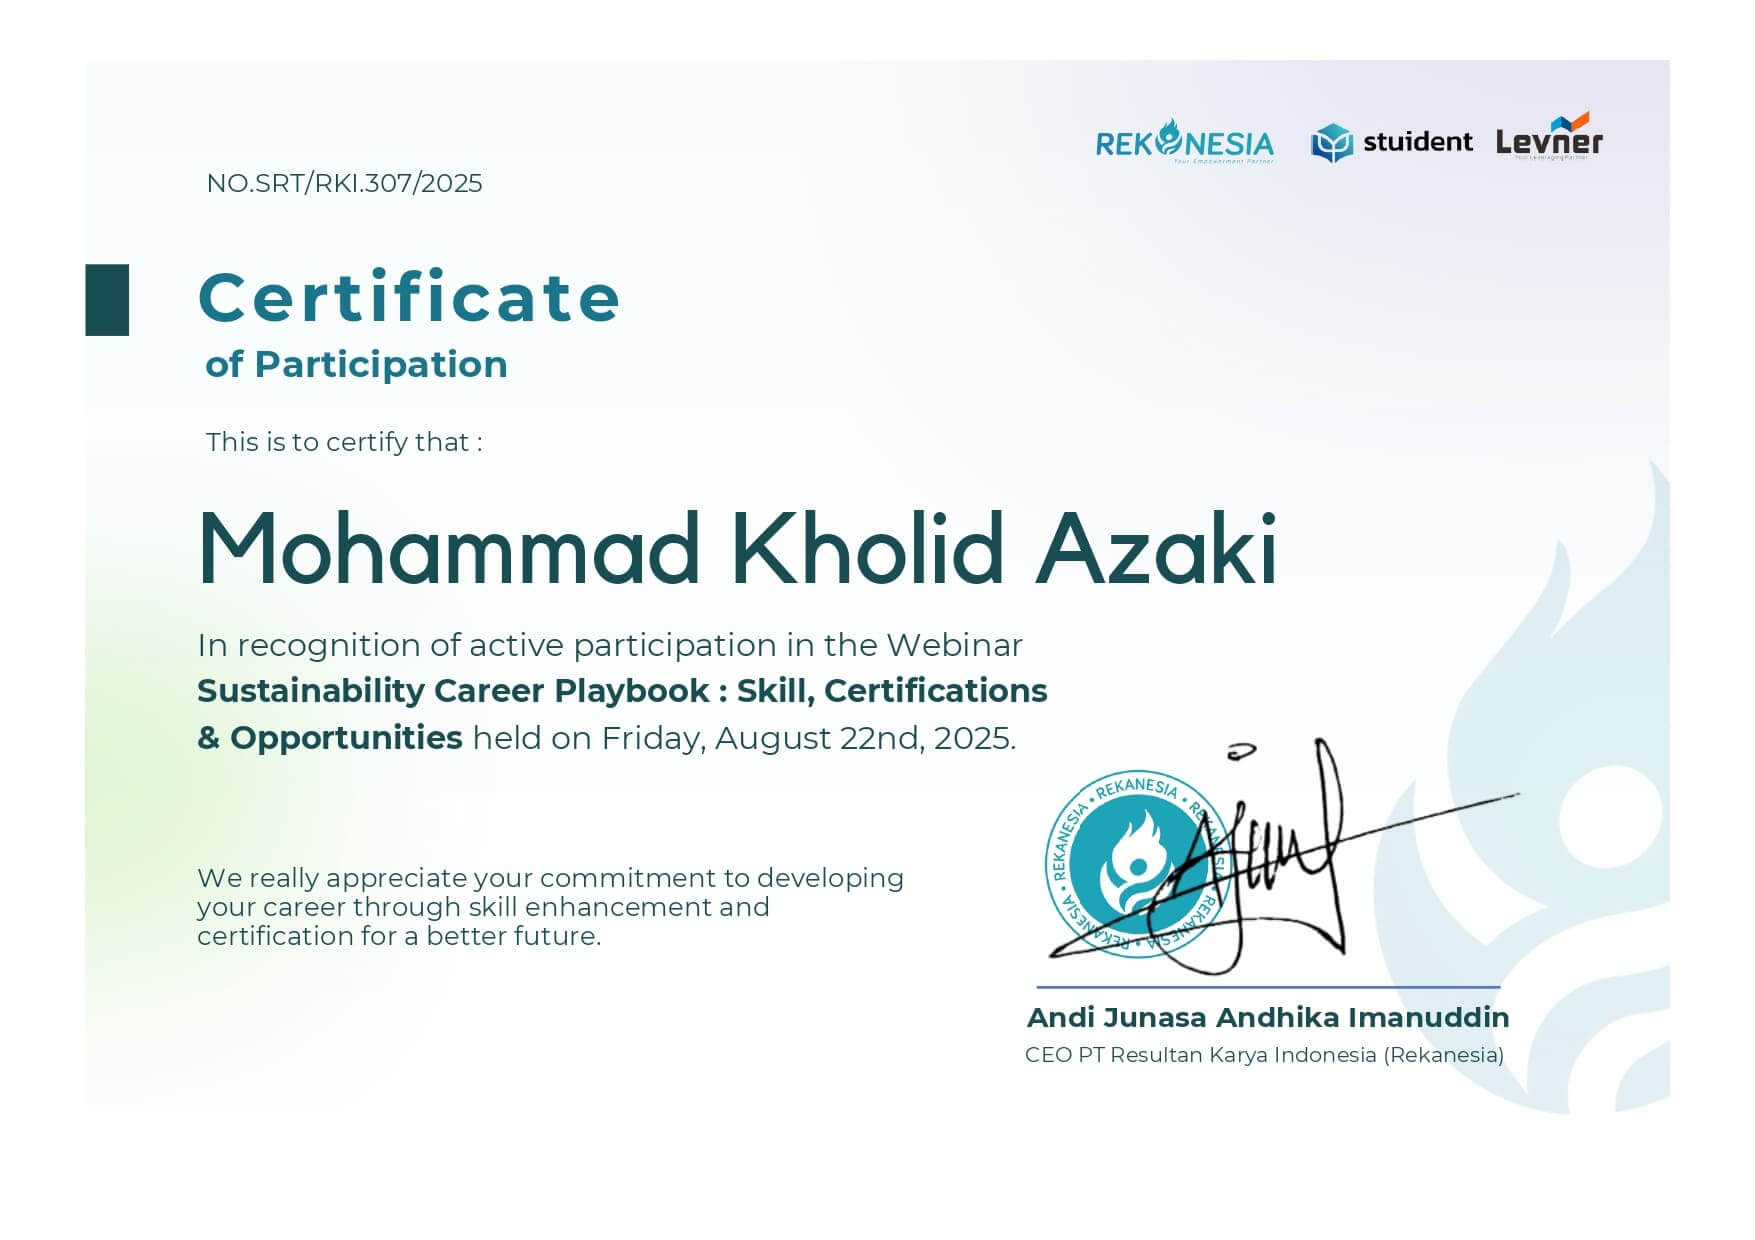 REKANESIA
Your Empowerment Partner
stuident
Levner
Your Leveraging Partner
NO.SRT/RKI.307/2025
Certificate
of Participation
This is to certify that :
Mohammad Kholid Azaki
In recognition of active participation in the Webinar
Sustainability Career Playbook : Skill, Certifications
& Opportunities held on Friday, August 22nd, 2025.
We really appreciate your commitment to developing
your career through skill enhancement and
certification for a better future.
REKANESIA • REKANESIA • REKANESIA • REKANESIA • REKANESIA • REKANESIA •
Andi Junasa Andhika Imanuddin
CEO PT Resultan Karya Indonesia (Rekanesia)